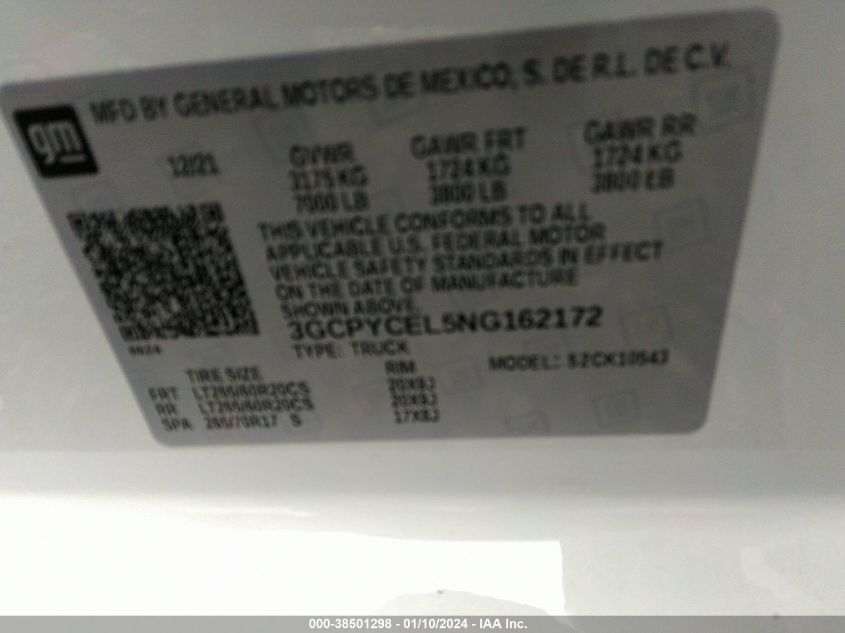 gm
MFD BY GENERAL MOTORS DE MEXICO, S. DE R.L. DE C.V.
12/21 GVWR GAWR FRT GAWR RR
3175 KG 1724 KG 1724 KG
7000 LB 3800 LB 3800 LB
THIS VEHICLE CONFORMS TO ALL
APPLICABLE U.S. FEDERAL MOTOR
VEHICLE SAFETY STANDARDS IN EFFECT
ON THE DATE OF MANUFACTURE
SHOWN ABOVE.
3GCPYCEL5NG162172
TYPE: TRUCK MODEL: S2CK10543
TIRE SIZE RIM
FRT 20X9J
RR 20X9J
SPA S 17X8J
000-38501298 - 01/10/2024 - IAA Inc.